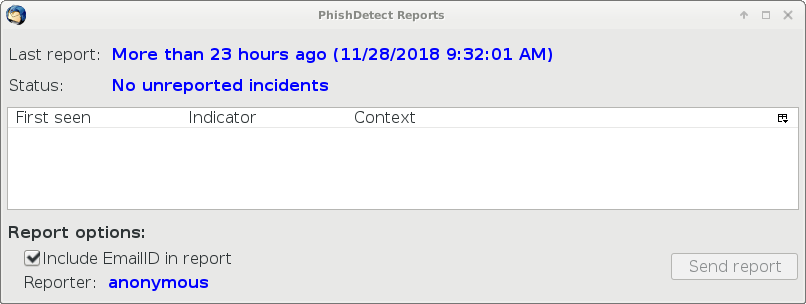 PhishDetect Reports
Last report: More than 23 hours ago (11/28/2018 9:32:01 AM)
Status: No unreported incidents
First seen Indicator Context
Report options:
Include EmailID in report
Send report
Reporter: anonymous